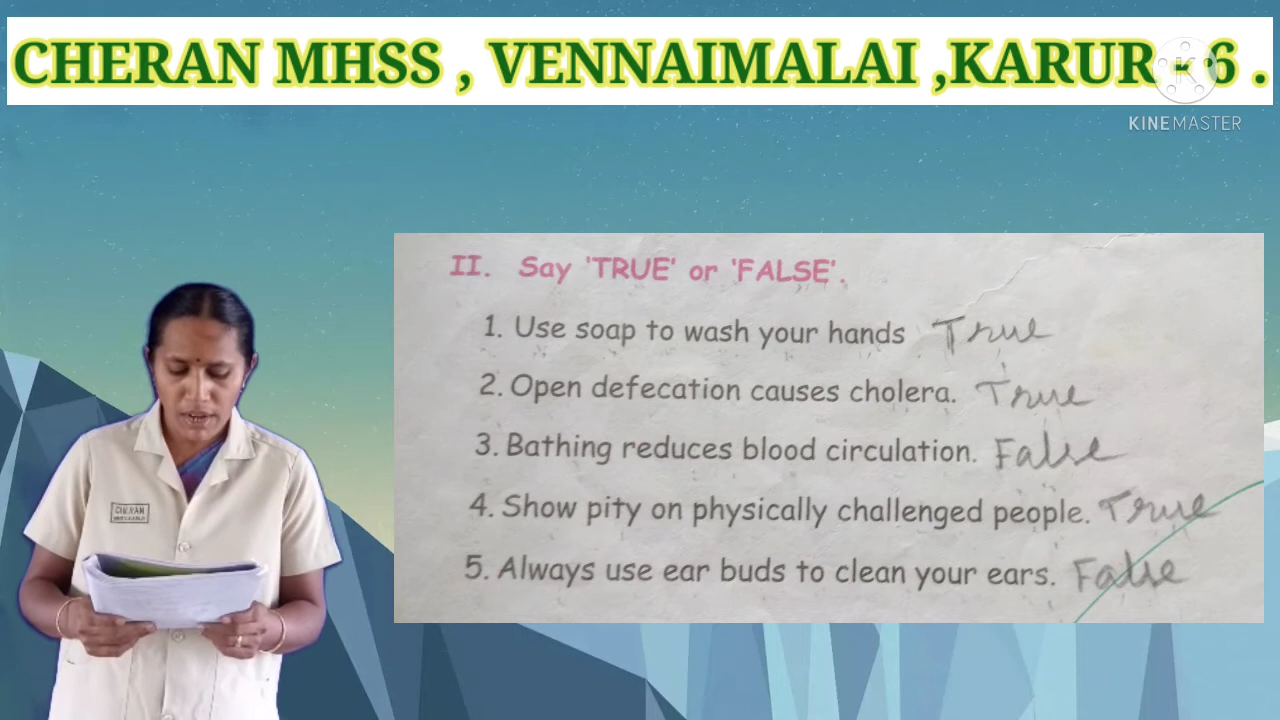 CHERAN MHSS , VENNAIMALAI ,KARUR - 6 .
KINEMASTER
II. Say 'TRUE' or 'FALSE'.
1. Use soap to wash your hands True
2. Open defecation causes cholera. True
3. Bathing reduces blood circulation. False
4. Show pity on physically challenged people. True
5. Always use ear buds to clean your ears. False
CHERAN